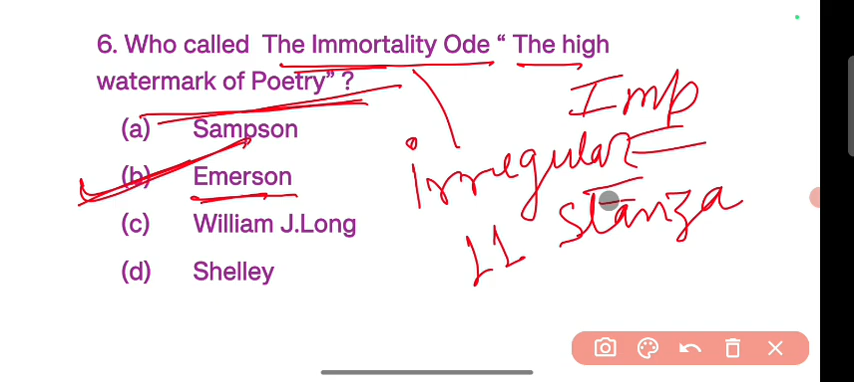 6. Who called The Immortality Ode “ The high
watermark of Poetry” ?
(a) Sampson
(b) Emerson
(c) William J.Long
(d) Shelley
Imp
irregular
11 stanza